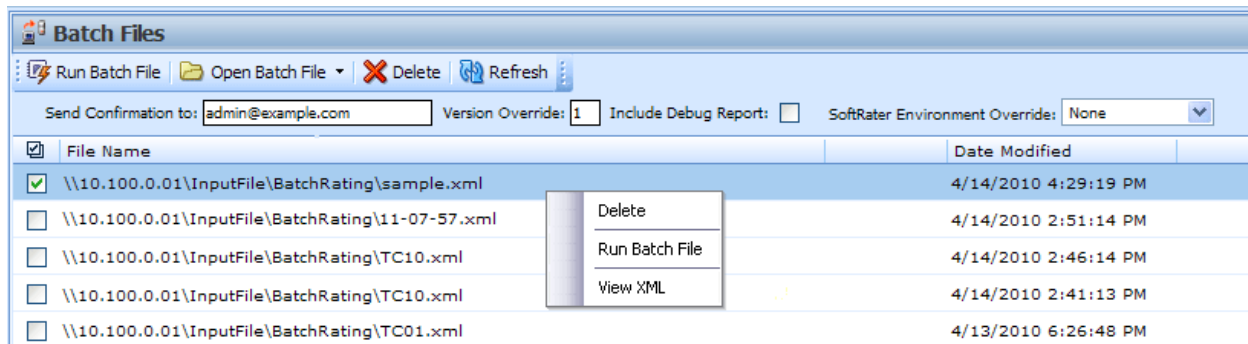 Batch Files
Run Batch File Open Batch File Delete Refresh
Send Confirmation to: admin@example.com Version Override: 1 Include Debug Report: SoftRater Environment Override: None
File Name Date Modified
\\10.100.0.01\InputFile\BatchRating\sample.xml 4/14/2010 4:29:19 PM
Delete
\\10.100.0.01\InputFile\BatchRating\11-07-57.xml 4/14/2010 2:51:14 PM
Run Batch File
\\10.100.0.01\InputFile\BatchRating\TC10.xml 4/14/2010 2:46:14 PM
View XML
\\10.100.0.01\InputFile\BatchRating\TC10.xml 4/14/2010 2:41:13 PM
\\10.100.0.01\InputFile\BatchRating\TC01.xml 4/13/2010 6:26:48 PM